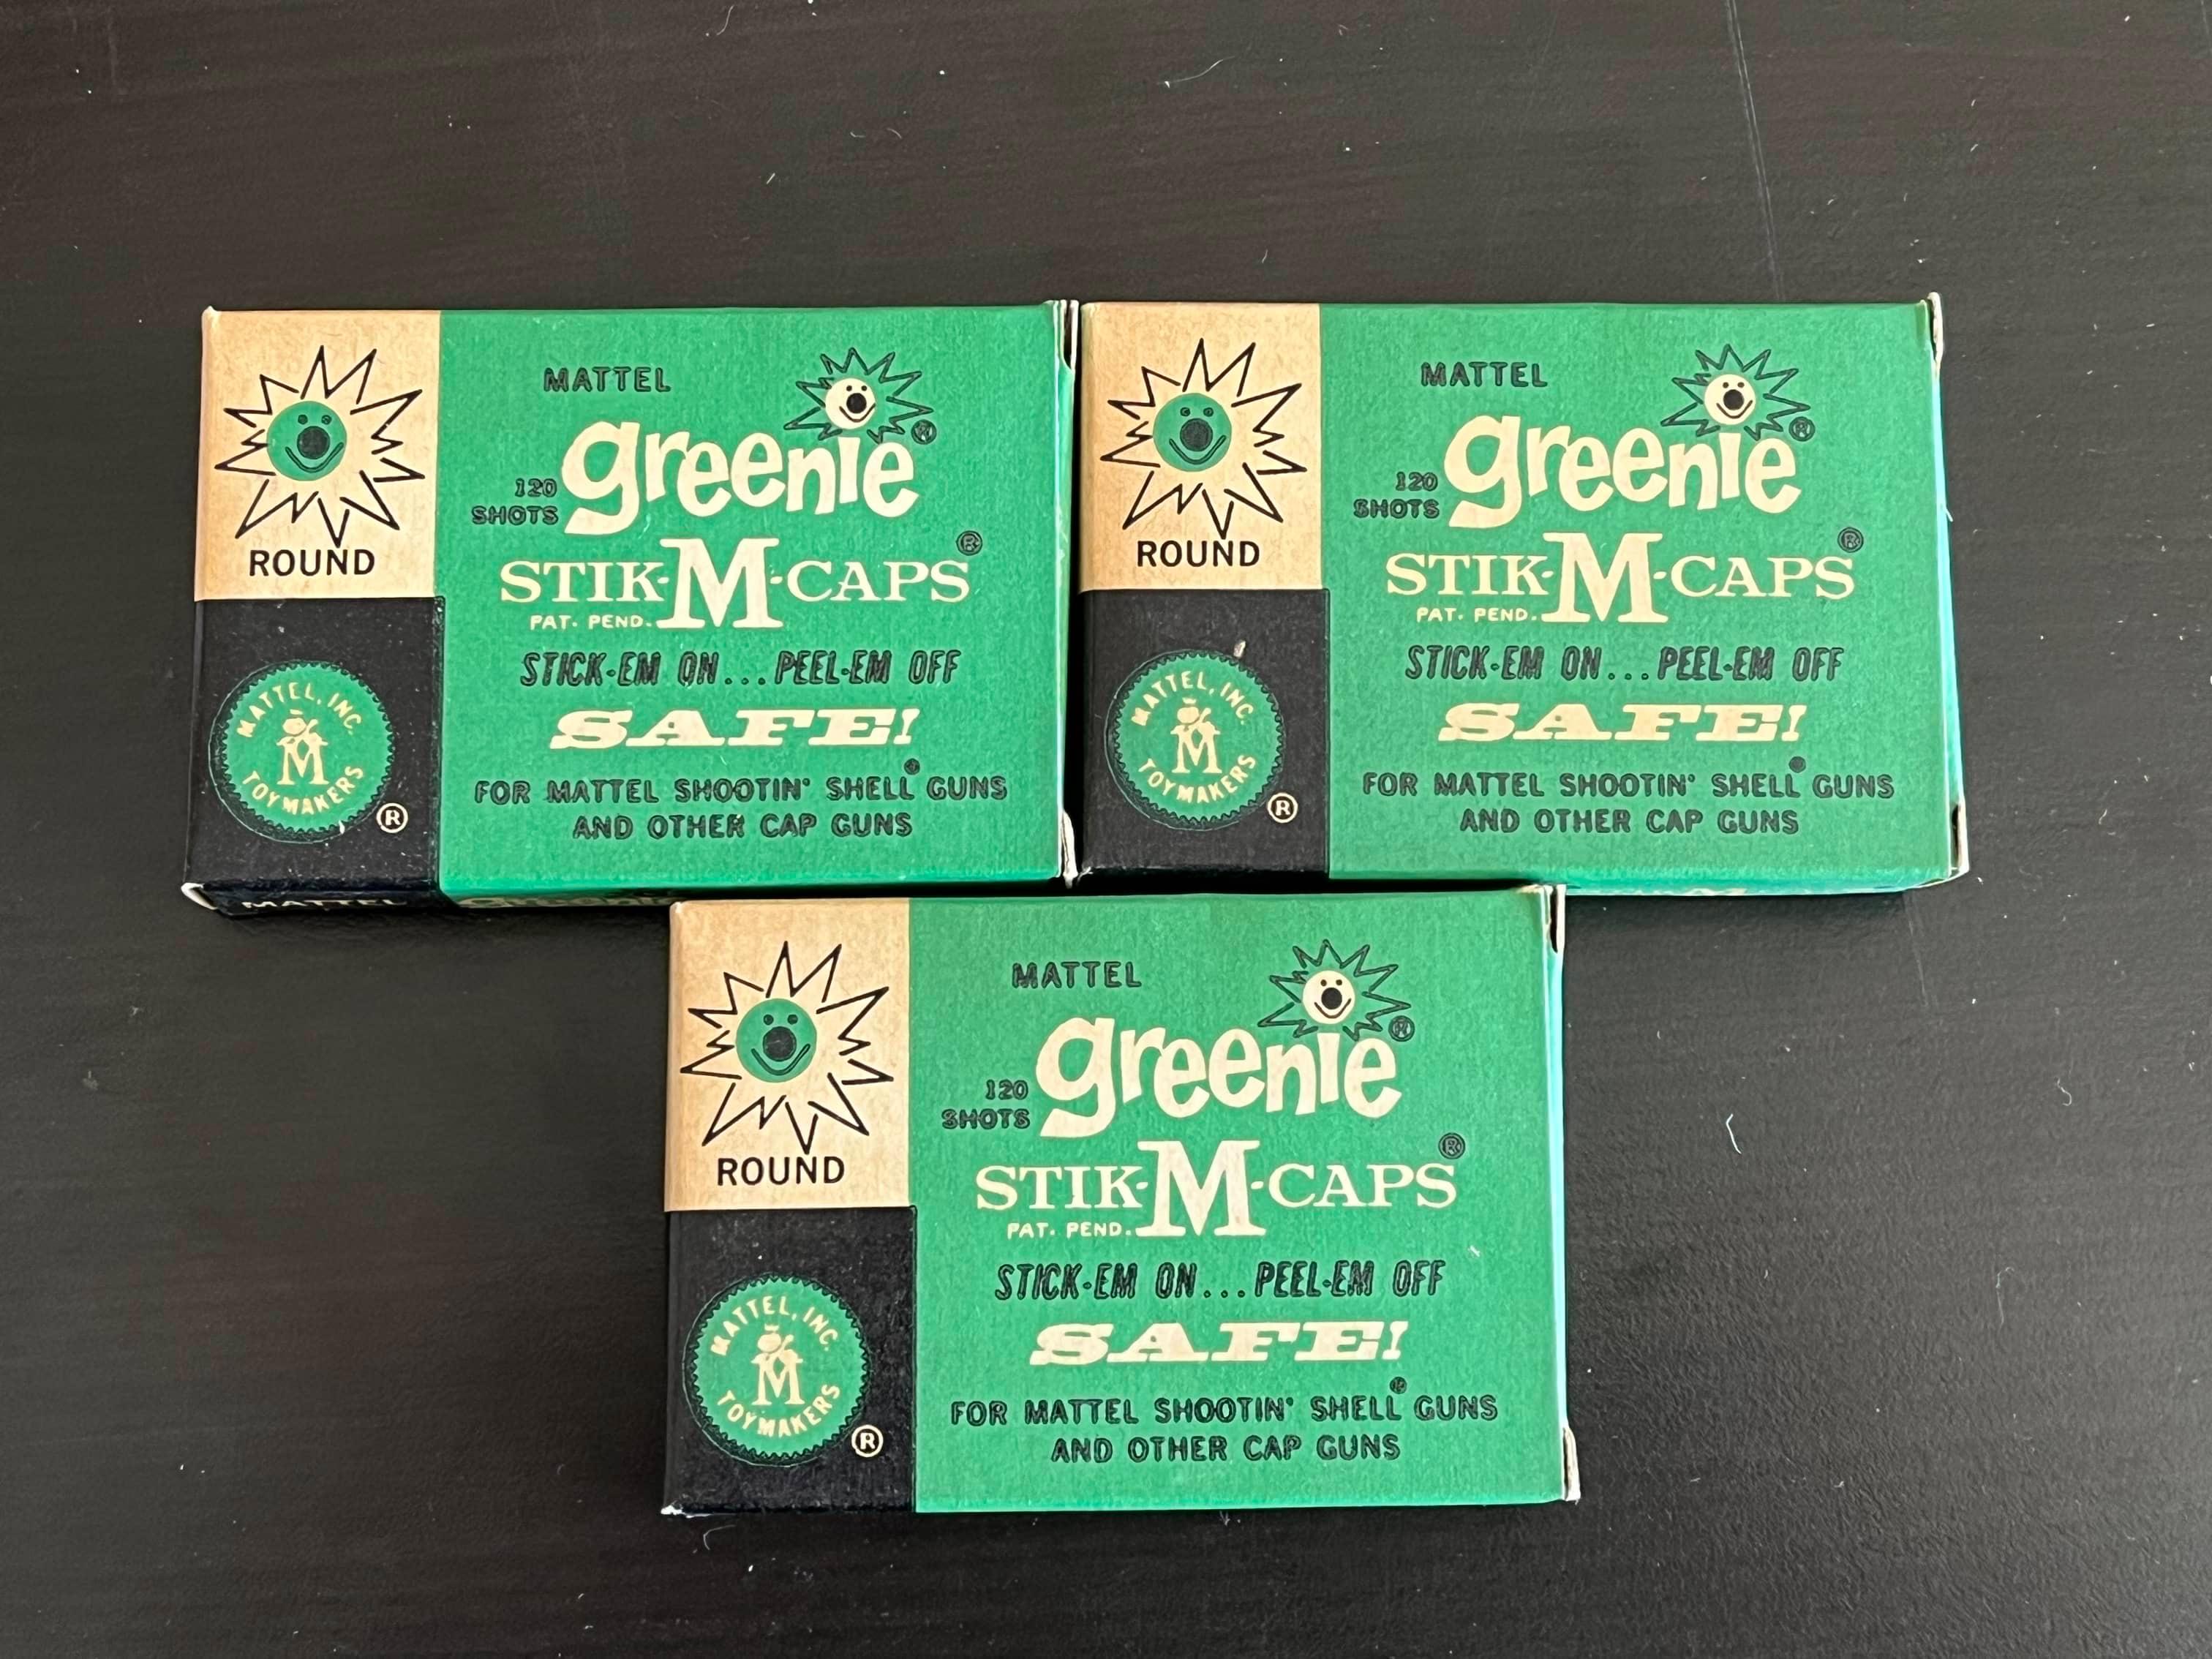 MATTEL
greenie®
120
SHOTS
STIK-M-CAPS®
PAT. PEND.
STICK-EM ON...PEEL-EM OFF
SAFE!
FOR MATTEL SHOOTIN' SHELL® GUNS
AND OTHER CAP GUNS
ROUND
MATTEL, INC.
M
TOYMAKERS
®
MATTEL
greenie
MATTEL
greenie®
120
SHOTS
STIK-M-CAPS®
PAT. PEND.
STICK-EM ON...PEEL-EM OFF
SAFE!
FOR MATTEL SHOOTIN' SHELL® GUNS
AND OTHER CAP GUNS
ROUND
MATTEL, INC.
M
TOYMAKERS
®
MATTEL
greenie®
120
SHOTS
STIK-M-CAPS®
PAT. PEND.
STICK-EM ON...PEEL-EM OFF
SAFE!
FOR MATTEL SHOOTIN' SHELL® GUNS
AND OTHER CAP GUNS
ROUND
MATTEL, INC.
M
TOYMAKERS
®